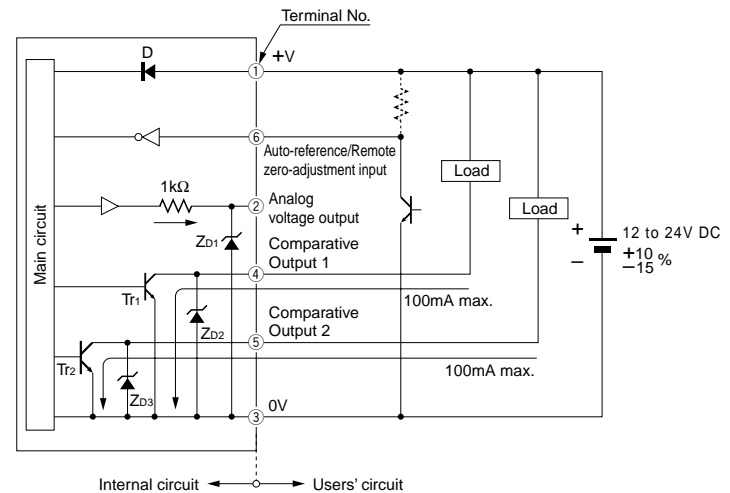 Terminal No.
D
+V
1
6
Auto-reference/Remote
zero-adjustment input
Load
Load
1kΩ
2
Analog
voltage output
ZD1
+
−
12 to 24V DC
+10
−15 %
Main circuit
Comparative
Output 1
4
Tr1
100mA max.
ZD2
Comparative
Output 2
5
Tr2
100mA max.
ZD3
0V
3
Internal circuit
Users' circuit